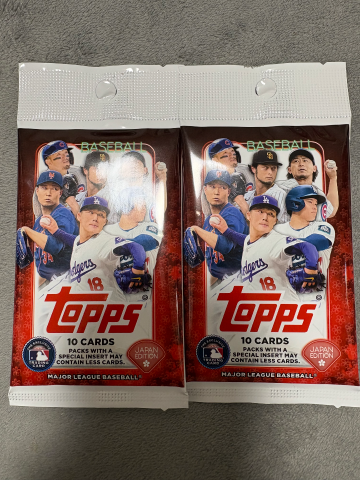 BASEBALL
Dodgers
18
topps
10 CARDS
PACKS WITH A
SPECIAL INSERT MAY
CONTAIN LESS CARDS.
JAPAN
EDITION
MAJOR LEAGUE BASEBALL
BASEBALL
Dodgers
18
topps
10 CARDS
PACKS WITH A
SPECIAL INSERT MAY
CONTAIN LESS CARDS.
JAPAN
EDITION
MAJOR LEAGUE BASEBALL